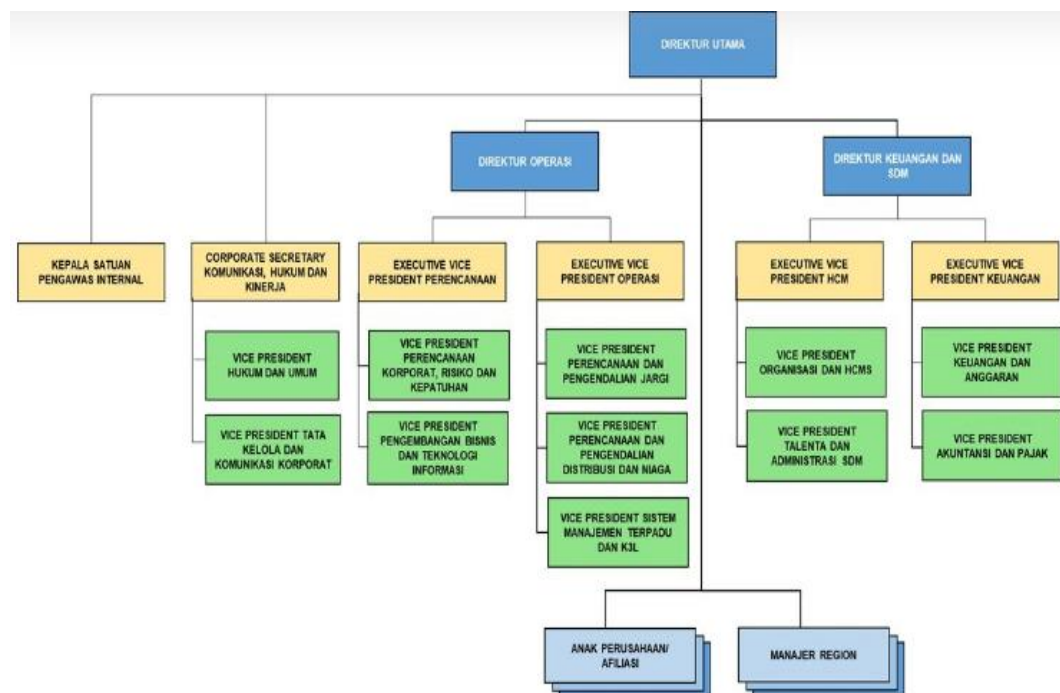 DIREKTUR UTAMA
DIREKTUR OPERASI
DIREKTUR KEUANGAN DAN
SDM
KEPALA SATUAN
PENGAWAS INTERNAL
CORPORATE SECRETARY
KOMUNIKASI, HUKUM DAN
KINERJA
EXECUTIVE VICE
PRESIDENT PERENCANAAN
EXECUTIVE VICE
PRESIDENT OPERASI
EXECUTIVE VICE
PRESIDENT HCM
EXECUTIVE VICE
PRESIDENT KEUANGAN
VICE PRESIDENT
HUKUM DAN UMUM
VICE PRESIDENT
PERENCANAAN
KORPORAT, RISIKO DAN
KEPATUHAN
VICE PRESIDENT
PERENCANAAN DAN
PENGENDALIAN JARGI
VICE PRESIDENT
ORGANISASI DAN HCMS
VICE PRESIDENT
KEUANGAN DAN
ANGGARAN
VICE PRESIDENT TATA
KELOLA DAN
KOMUNIKASI KORPORAT
VICE PRESIDENT
PENGEMBANGAN BISNIS
DAN TEKNOLOGI
INFORMASI
VICE PRESIDENT
PERENCANAAN DAN
PENGENDALIAN
DISTRIBUSI DAN NIAGA
VICE PRESIDENT
TALENTA DAN
ADMINISTRASI SDM
VICE PRESIDENT
AKUNTANSI DAN PAJAK
VICE PRESIDENT SISTEM
MANAJEMEN TERPADU
DAN K3L
ANAK PERUSAHAAN/
AFILIASI
MANAJER REGION